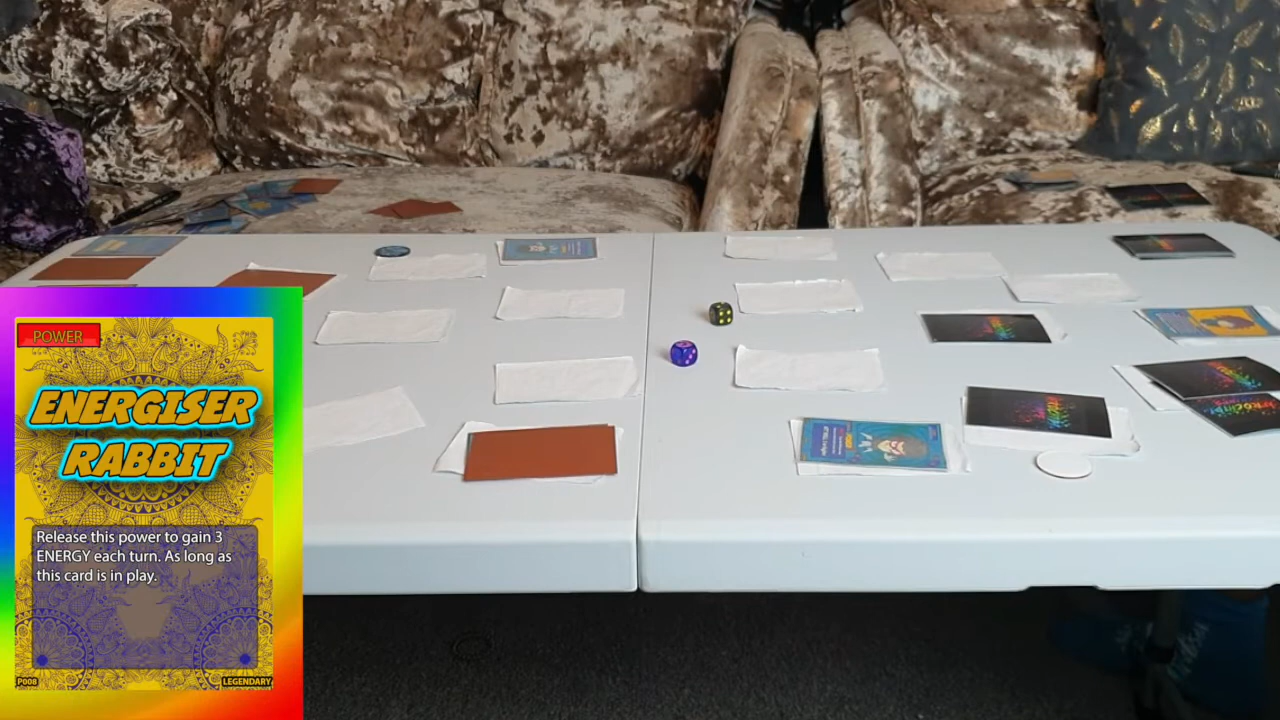 POWER
ENERGISER
RABBIT
Release this power to gain 3
ENERGY each turn. As long as
this card is in play.
P008
LEGENDARY